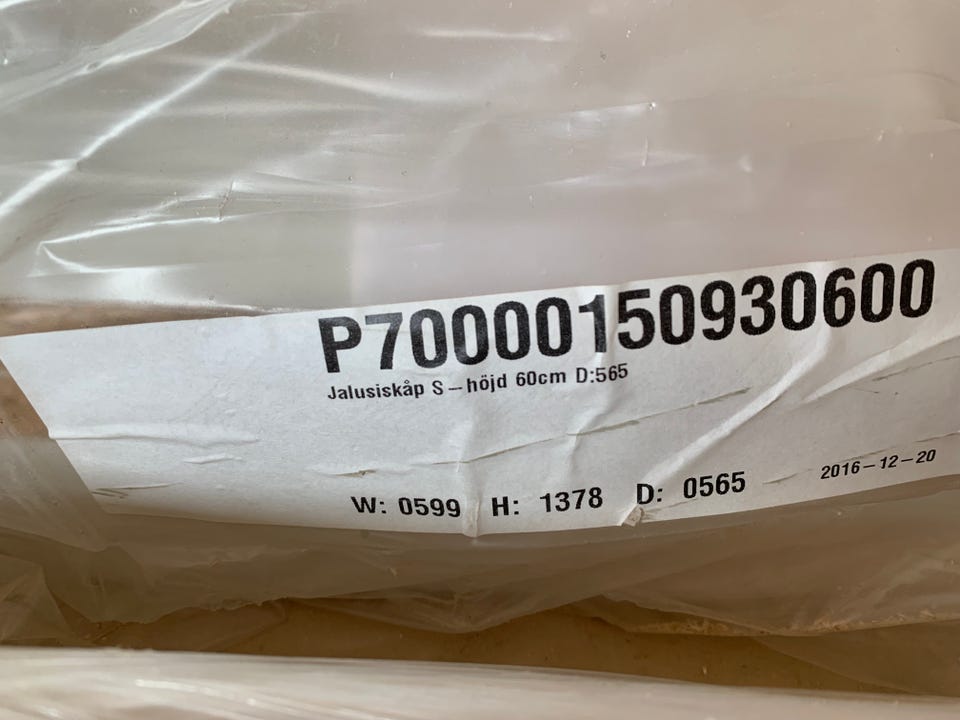 P70000150930600
Jalusiskåp S-höjd 60cm D:565
W: 0599 H: 1378 D: 0565 2016-12-20